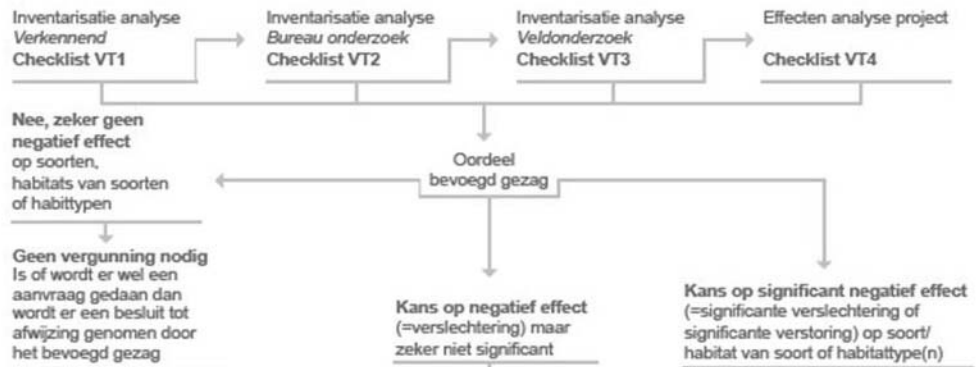 Inventarisatie analyse
Verkennend
Checklist VT1
Inventarisatie analyse
Bureau onderzoek
Checklist VT2
Inventarisatie analyse
Veldonderzoek
Checklist VT3
Effecten analyse project
Checklist VT4
Nee, zeker geen
negatief effect
op soorten,
habitats van soorten
of habittypen
Oordeel
bevoegd gezag
Geen vergunning nodig
Is of wordt er wel een
aanvraag gedaan dan
wordt er een besluit tot
afwijzing genomen door
het bevoegd gezag
Kans op negatief effect
(=verslechtering) maar
zeker niet significant
Kans op significant negatief effect
(=significante verslechtering of
significante verstoring) op soort/
habitat van soort of habitattype(n)